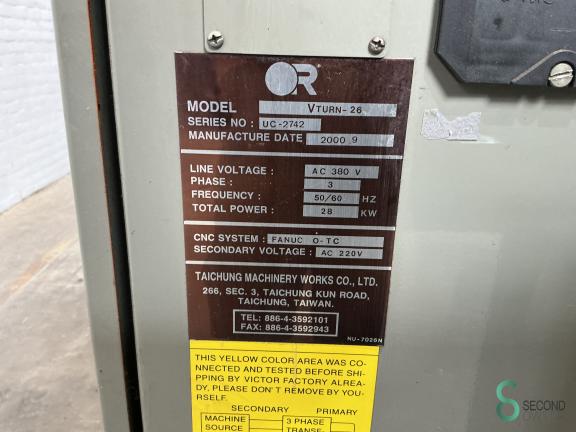 OR
MODEL VTURN-26
SERIES NO : UC-2742
MANUFACTURE DATE 2000 9
LINE VOLTAGE : AC 380 V
PHASE : 3
FREQUENCY : 50/60 HZ
TOTAL POWER : 28 KW
CNC SYSTEM : FANUC O-TC
SECONDARY VOLTAGE : AC 220V
TAICHUNG MACHINERY WORKS CO., LTD.
266, SEC. 3, TAICHUNG KUN ROAD,
TAICHUNG, TAIWAN.
TEL: 886-4-3592101
FAX: 886-4-3592943
NU-7026N
THIS YELLOW COLOR AREA WAS CO-
NNECTED AND TESTED BEFORE SHI-
PPING BY VICTOR FACTORY ALREA-
DY, PLEASE DON'T REMOVE BY YOU-
RSELF.
SECONDARY PRIMARY
MACHINE 3 PHASE
SOURCE TRANSF-
SECOND